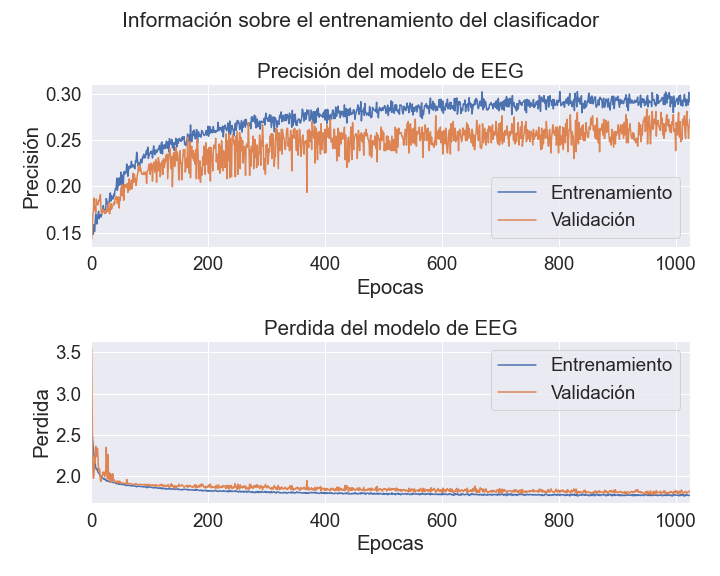 Información sobre el entrenamiento del clasificador
Precisión del modelo de EEG
0.30
0.25
0.20
0.15
Precisión
Entrenamiento
Validación
0 200 400 600 800 1000
Epocas
Perdida del modelo de EEG
3.5
3.0
2.5
2.0
Perdida
Entrenamiento
Validación
0 200 400 600 800 1000
Epocas